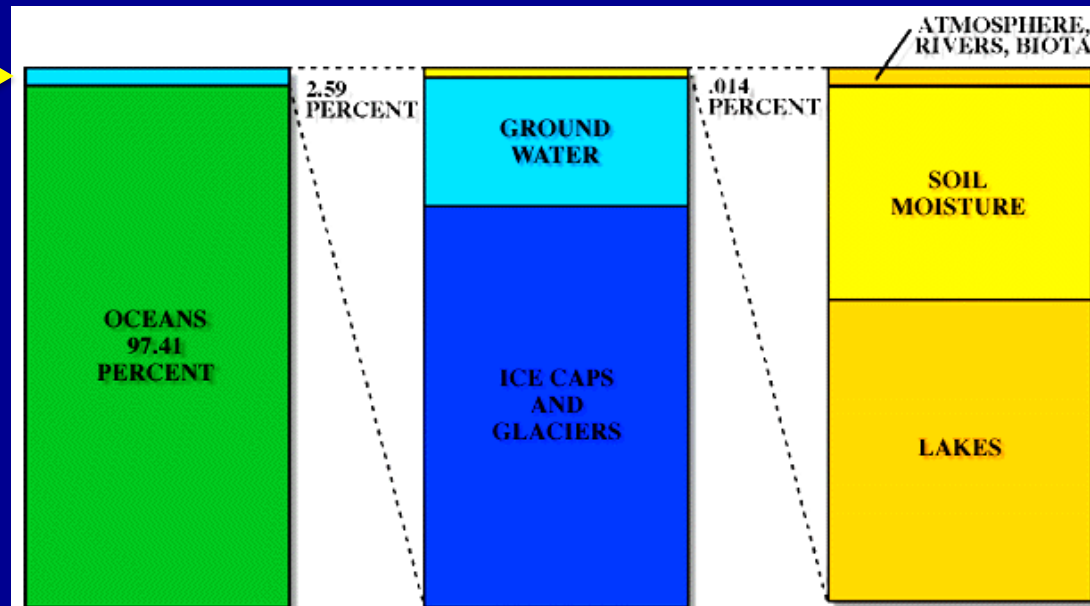 ATMOSPHERE,
RIVERS, BIOTA
2.59
PERCENT
.014
PERCENT
GROUND
WATER
SOIL
MOISTURE
OCEANS
97.41
PERCENT
ICE CAPS
AND
GLACIERS
LAKES